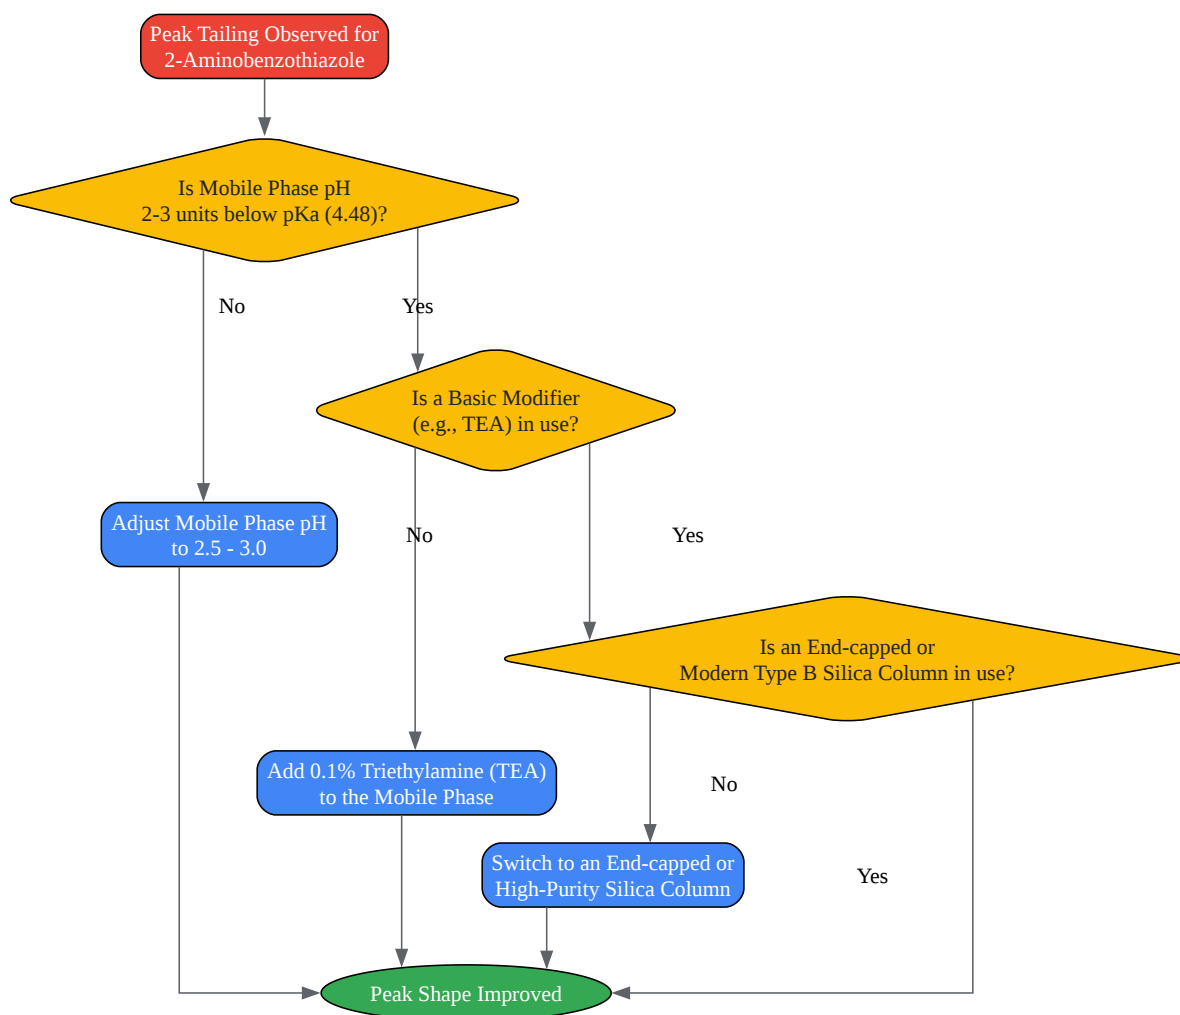 Peak Tailing Observed for
2-Aminobenzothiazole
Is Mobile Phase pH
2-3 units below pKa (4.48)?
No
Yes
Is a Basic Modifier
(e.g., TEA) in use?
Adjust Mobile Phase pH
to 2.5 - 3.0
No
Yes
Is an End-capped or
Modern Type B Silica Column in use?
Add 0.1% Triethylamine (TEA)
to the Mobile Phase
No
Switch to an End-capped or
High-Purity Silica Column
Yes
Peak Shape Improved